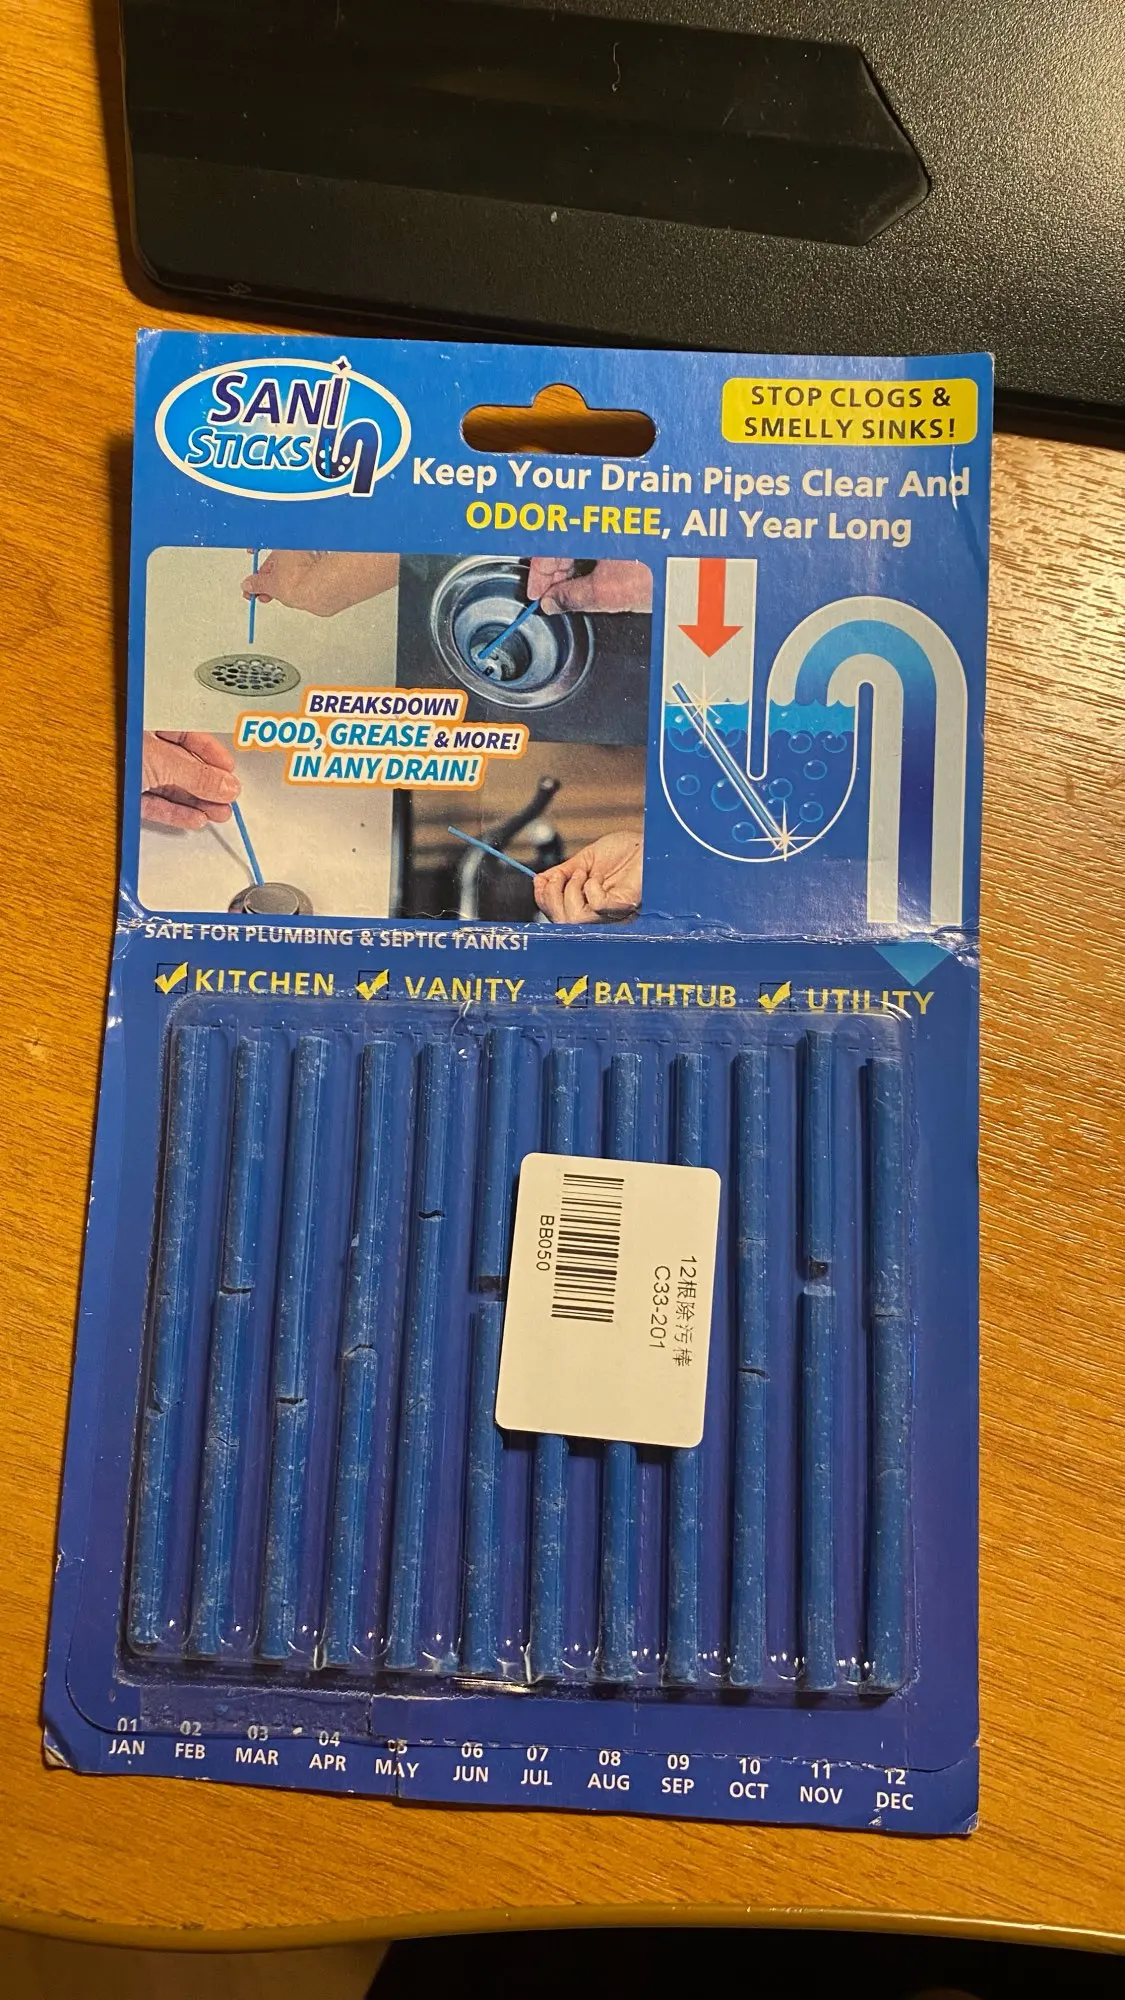 SANI
STICKS
STOP CLOGS &
SMELLY SINKS!
Keep Your Drain Pipes Clear And
ODOR-FREE, All Year Long
BREAKSDOWN
FOOD, GREASE & MORE!
IN ANY DRAIN!
SAFE FOR PLUMBING & SEPTIC TANKS!
KITCHEN VANITY BATHTUB UTILITY
12根除污棒
C33-201
BB050
01 02 03 04 05 06 07 08 09 10 11 12
JAN FEB MAR APR MAY JUN JUL AUG SEP OCT NOV DEC